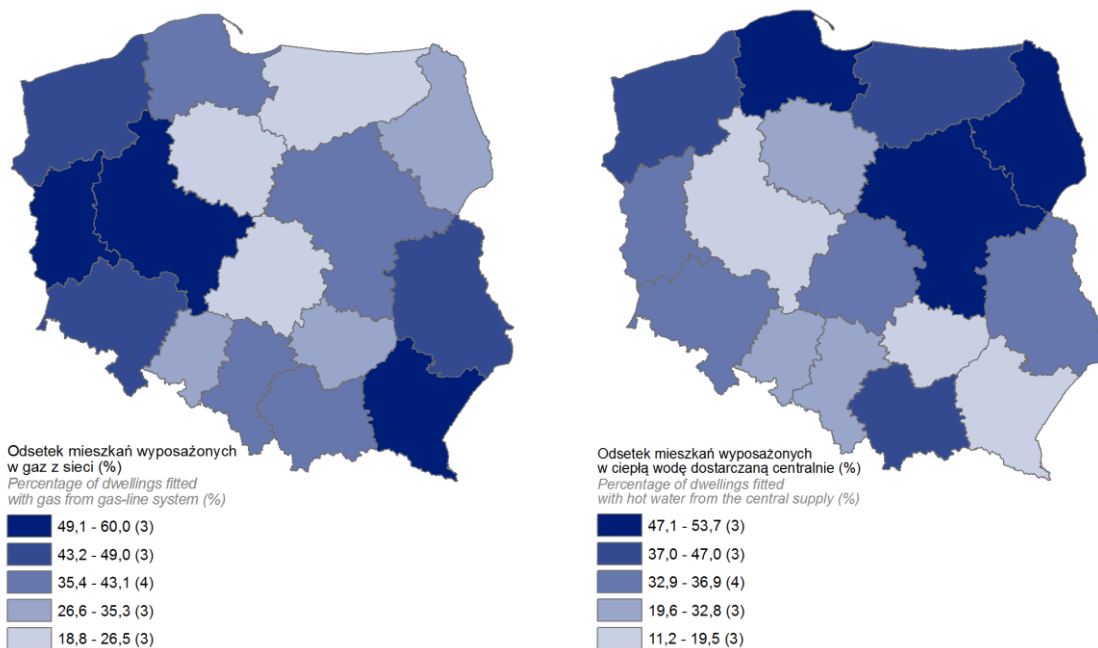 Odsetek mieszkań wyposażonych
w gaz z sieci (%)
Percentage of dwellings fitted
with gas from gas-line system (%)
49,1 - 60,0 (3)
43,2 - 49,0 (3)
35,4 - 43,1 (4)
26,6 - 35,3 (3)
18,8 - 26,5 (3)
Odsetek mieszkań wyposażonych
w ciepłą wodę dostarczaną centralnie (%)
Percentage of dwellings fitted
with hot water from the central supply (%)
47,1 - 53,7 (3)
37,0 - 47,0 (3)
32,9 - 36,9 (4)
19,6 - 32,8 (3)
11,2 - 19,5 (3)